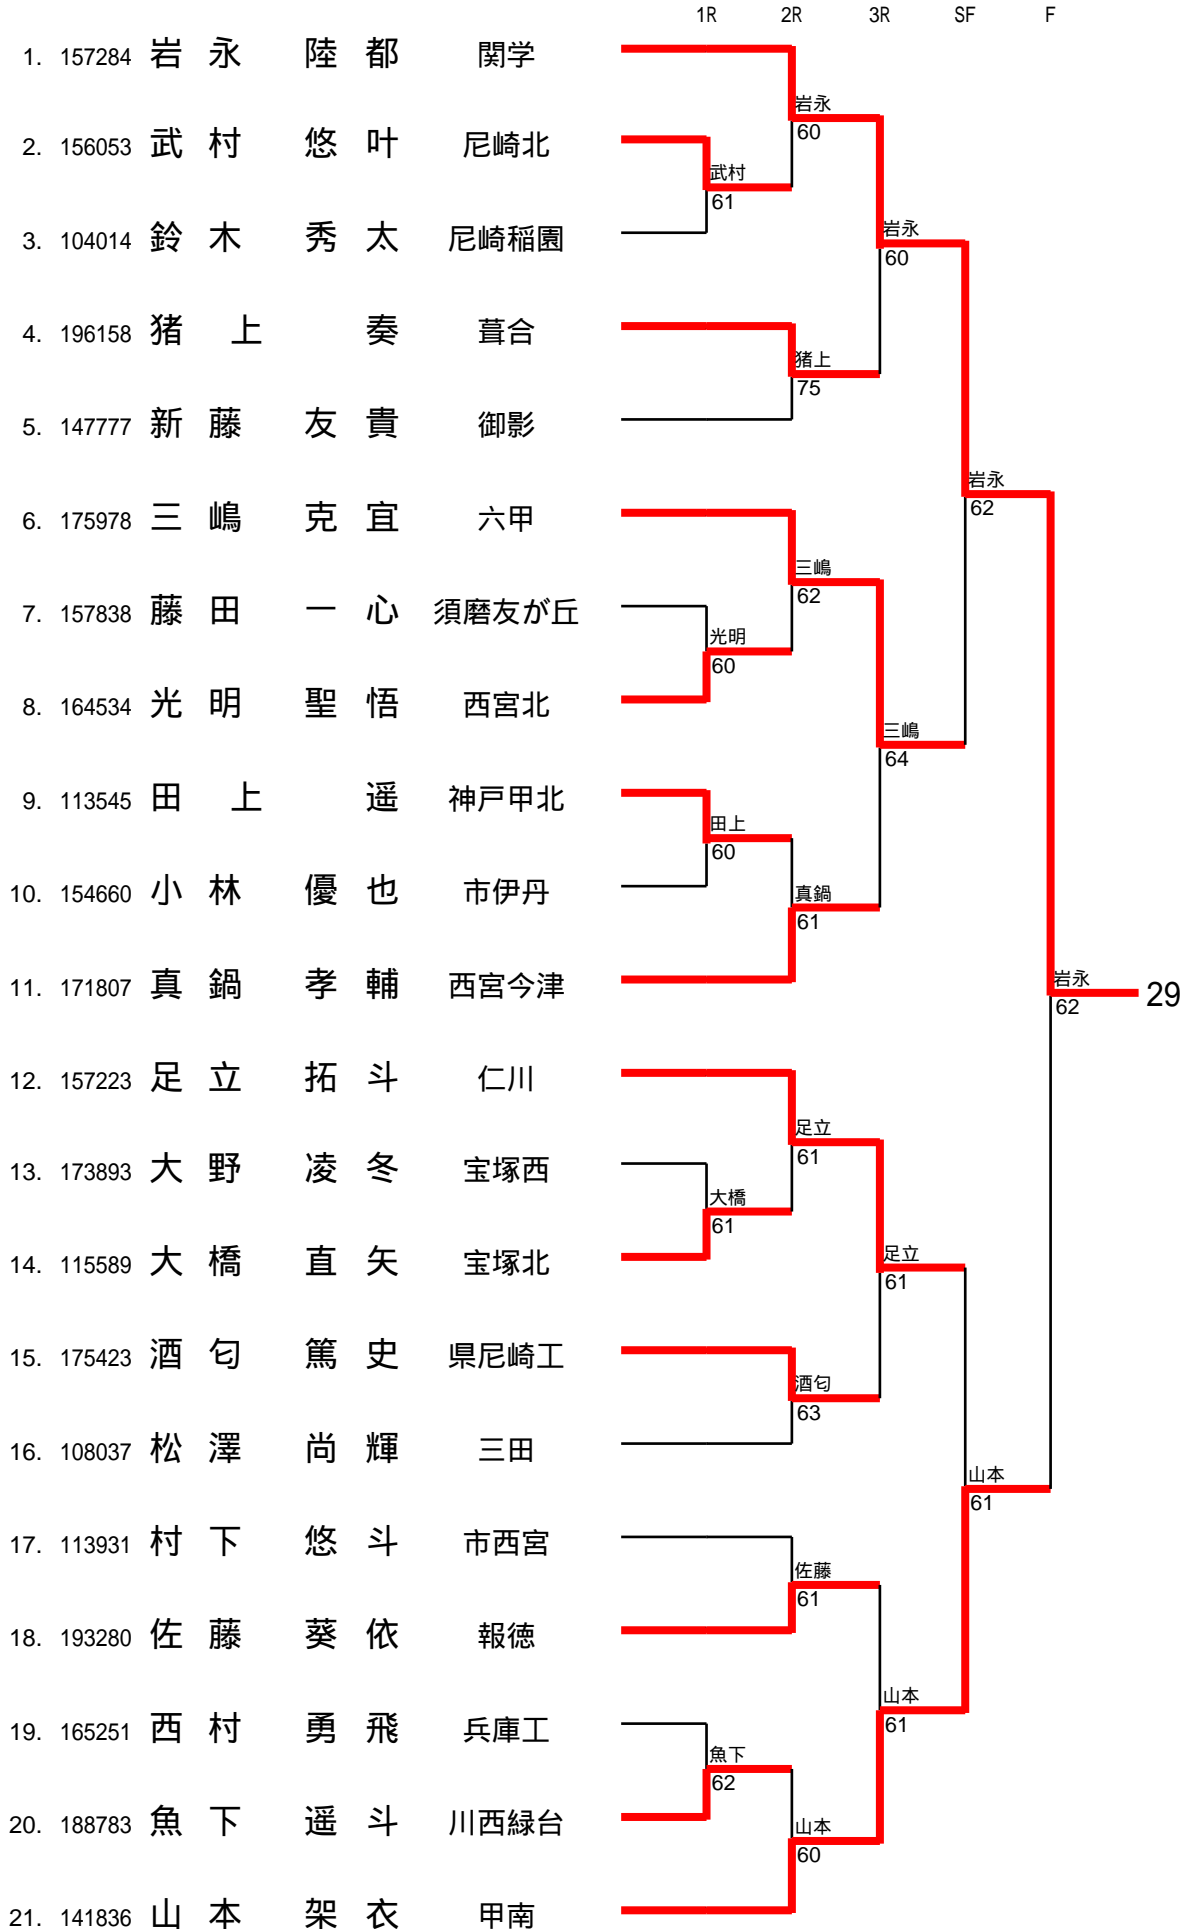 1R 2R 3R SF F
1. 157284 岩永 陸都 関学
岩永
60
2. 156053 武村 悠叶 尼崎北
武村
61
3. 104014 鈴木 秀太 尼崎稲園
岩永
60
4. 196158 猪上 奏 葺合
猪上
75
5. 147777 新藤 友貴 御影
岩永
62
6. 175978 三嶋 克宜 六甲
三嶋
62
7. 157838 藤田 一心 須磨友が丘
光明
60
8. 164534 光明 聖悟 西宮北
三嶋
64
9. 113545 田上 遥 神戸甲北
田上
60
10. 154660 小林 優也 市伊丹
真鍋
61
11. 171807 真鍋 孝輔 西宮今津
岩永
62
29
12. 157223 足立 拓斗 仁川
足立
61
13. 173893 大野 凌冬 宝塚西
大橋
61
14. 115589 大橋 直矢 宝塚北
足立
61
15. 175423 酒匂 篤史 県尼崎工
酒匂
63
16. 108037 松澤 尚輝 三田
山本
61
17. 113931 村下 悠斗 市西宮
佐藤
61
18. 193280 佐藤 葵依 報徳
山本
61
19. 165251 西村 勇飛 兵庫工
魚下
62
20. 188783 魚下 遥斗 川西緑台
山本
60
21. 141836 山本 架衣 甲南